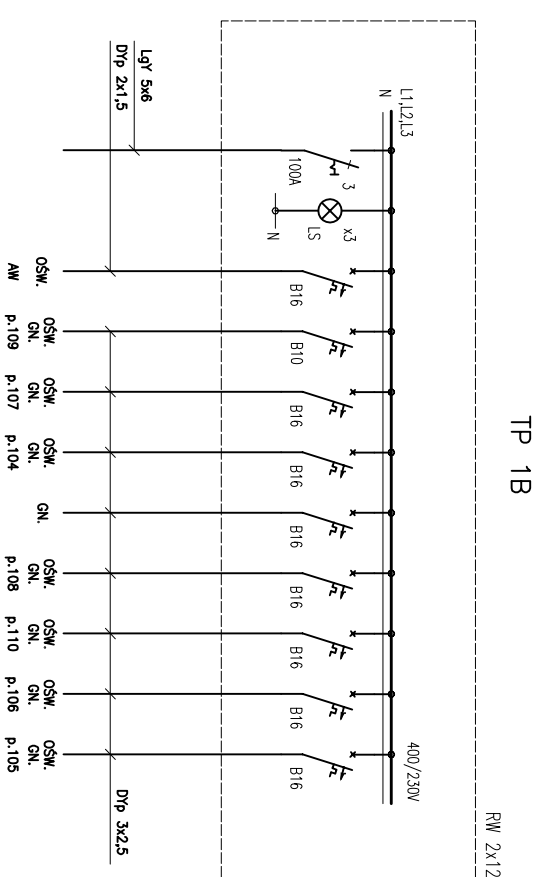 TP 1B
RW 2x12
L1,L2,L3
N
400/230V
3
100A
x3
LS
N
B16
B10
B16
B16
B16
B16
B16
B16
B16
LgY 5x6
DYp 2x1,5
DYp 3x2,5
OŚW.
AW
OŚW.
GN.
p.109
OŚW.
GN.
p.107
OŚW.
GN.
p.104
GN.
OŚW.
GN.
p.108
OŚW.
GN.
p.110
OŚW.
GN.
p.106
OŚW.
GN.
p.105